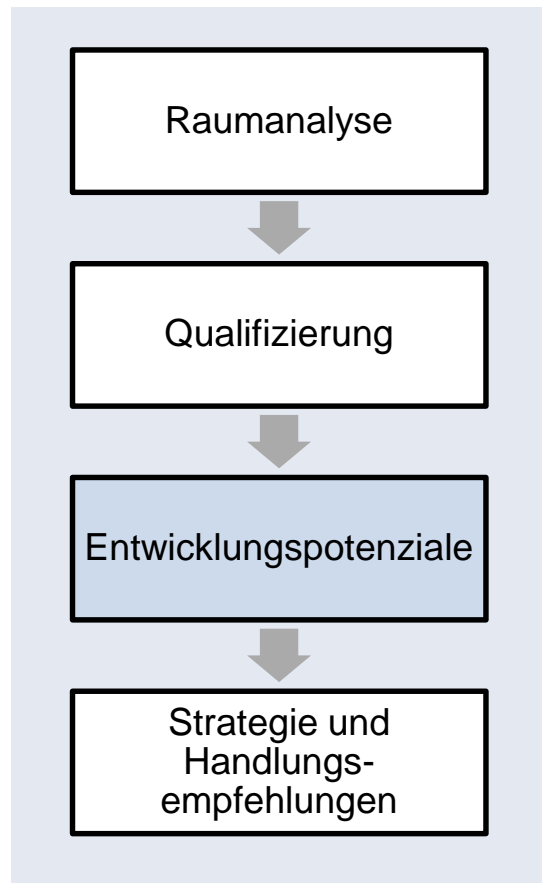 Raumanalyse
Qualifizierung
Entwicklungspotenziale
Strategie und
Handlungs-
empfehlungen